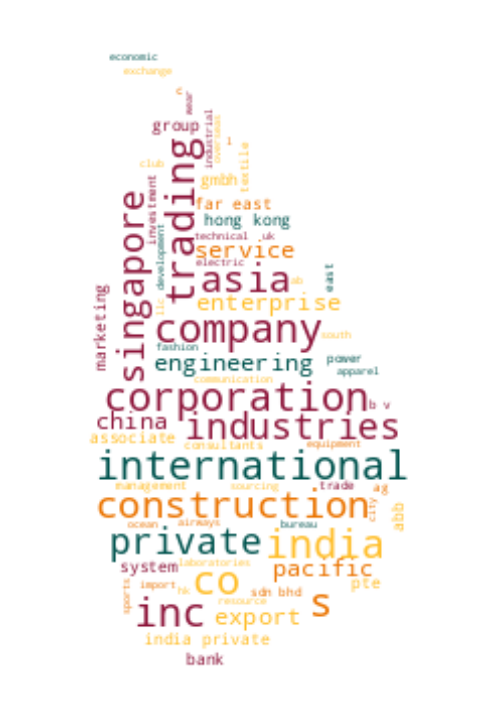 economic
exchange
c
wear
group
industrial
overseas
l
trading
club
textile
gmbh
investment
singapore
far east
hong kong
development
technical
uk
service
electric
east
asia
ab
marketing
llc
enterprise
company
south
fashion
engineering
power
apparel
communication
corporation
b v
china
industries
associate
consultants
equipment
international
management
sourcing
trade
ag
construction
city
abb
ocean
airways
bureau
private
india
system
laboratories
pacific
sports
import
hk
co
sdn bhd
pte
resource
s
inc
export
india private
bank